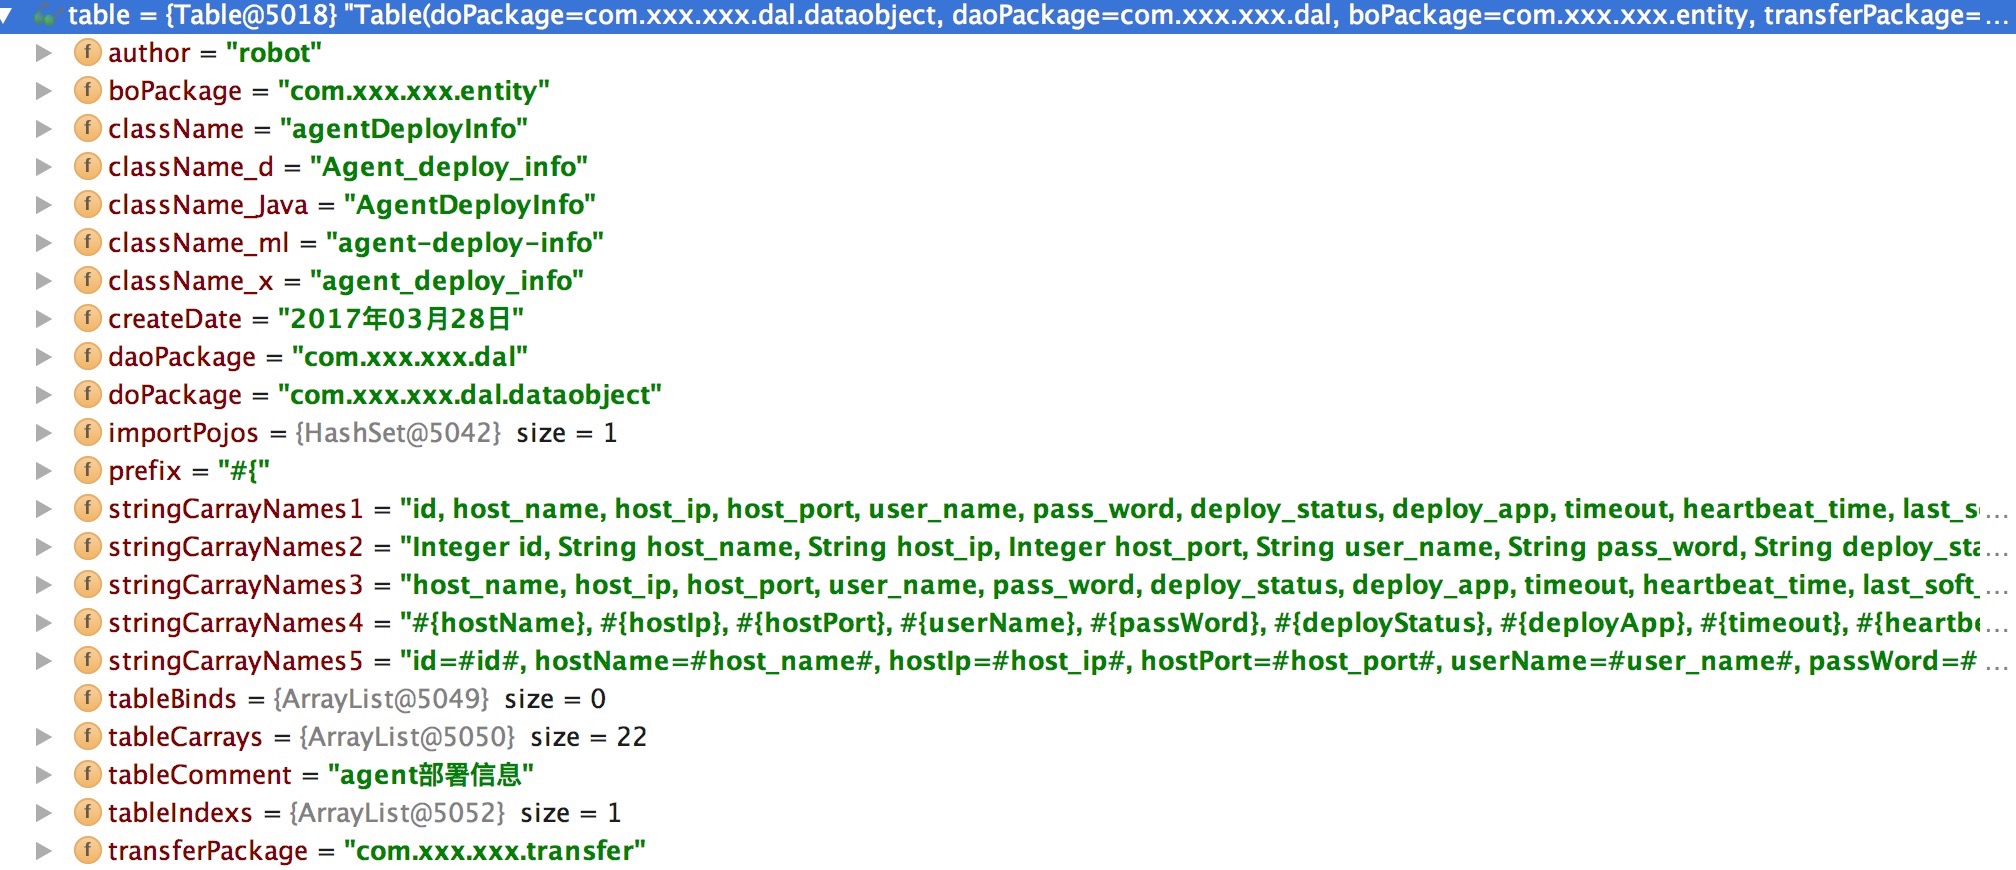 table = {Table@5018} "Table(doPackage=com.xxx.xxx.dal.dataobject, daoPackage=com.xxx.xxx.dal, boPackage=com.xxx.xxx.entity, transferPackage=...
f author = "robot"
f boPackage = "com.xxx.xxx.entity"
f className = "agentDeployInfo"
f className_d = "Agent_deploy_info"
f className_Java = "AgentDeployInfo"
f className_ml = "agent-deploy-info"
f className_x = "agent_deploy_info"
f createDate = "2017年03月28日"
f daoPackage = "com.xxx.xxx.dal"
f doPackage = "com.xxx.xxx.dal.dataobject"
f importPojos = {HashSet@5042} size = 1
f prefix = "#{"
f stringCarrayNames1 = "id, host_name, host_ip, host_port, user_name, pass_word, deploy_status, deploy_app, timeout, heartbeat_time, last_s...
f stringCarrayNames2 = "Integer id, String host_name, String host_ip, Integer host_port, String user_name, String pass_word, String deploy_sta...
f stringCarrayNames3 = "host_name, host_ip, host_port, user_name, pass_word, deploy_status, deploy_app, timeout, heartbeat_time, last_soft_...
f stringCarrayNames4 = "#{hostName}, #{hostIp}, #{hostPort}, #{userName}, #{passWord}, #{deployStatus}, #{deployApp}, #{timeout}, #{heartbe...
f stringCarrayNames5 = "id=#id#, hostName=#host_name#, hostIp=#host_ip#, hostPort=#host_port#, userName=#user_name#, passWord=# ...
f tableBinds = {ArrayList@5049} size = 0
f tableCarrays = {ArrayList@5050} size = 22
f tableComment = "agent部署信息"
f tableIndexs = {ArrayList@5052} size = 1
f transferPackage = "com.xxx.xxx.transfer"